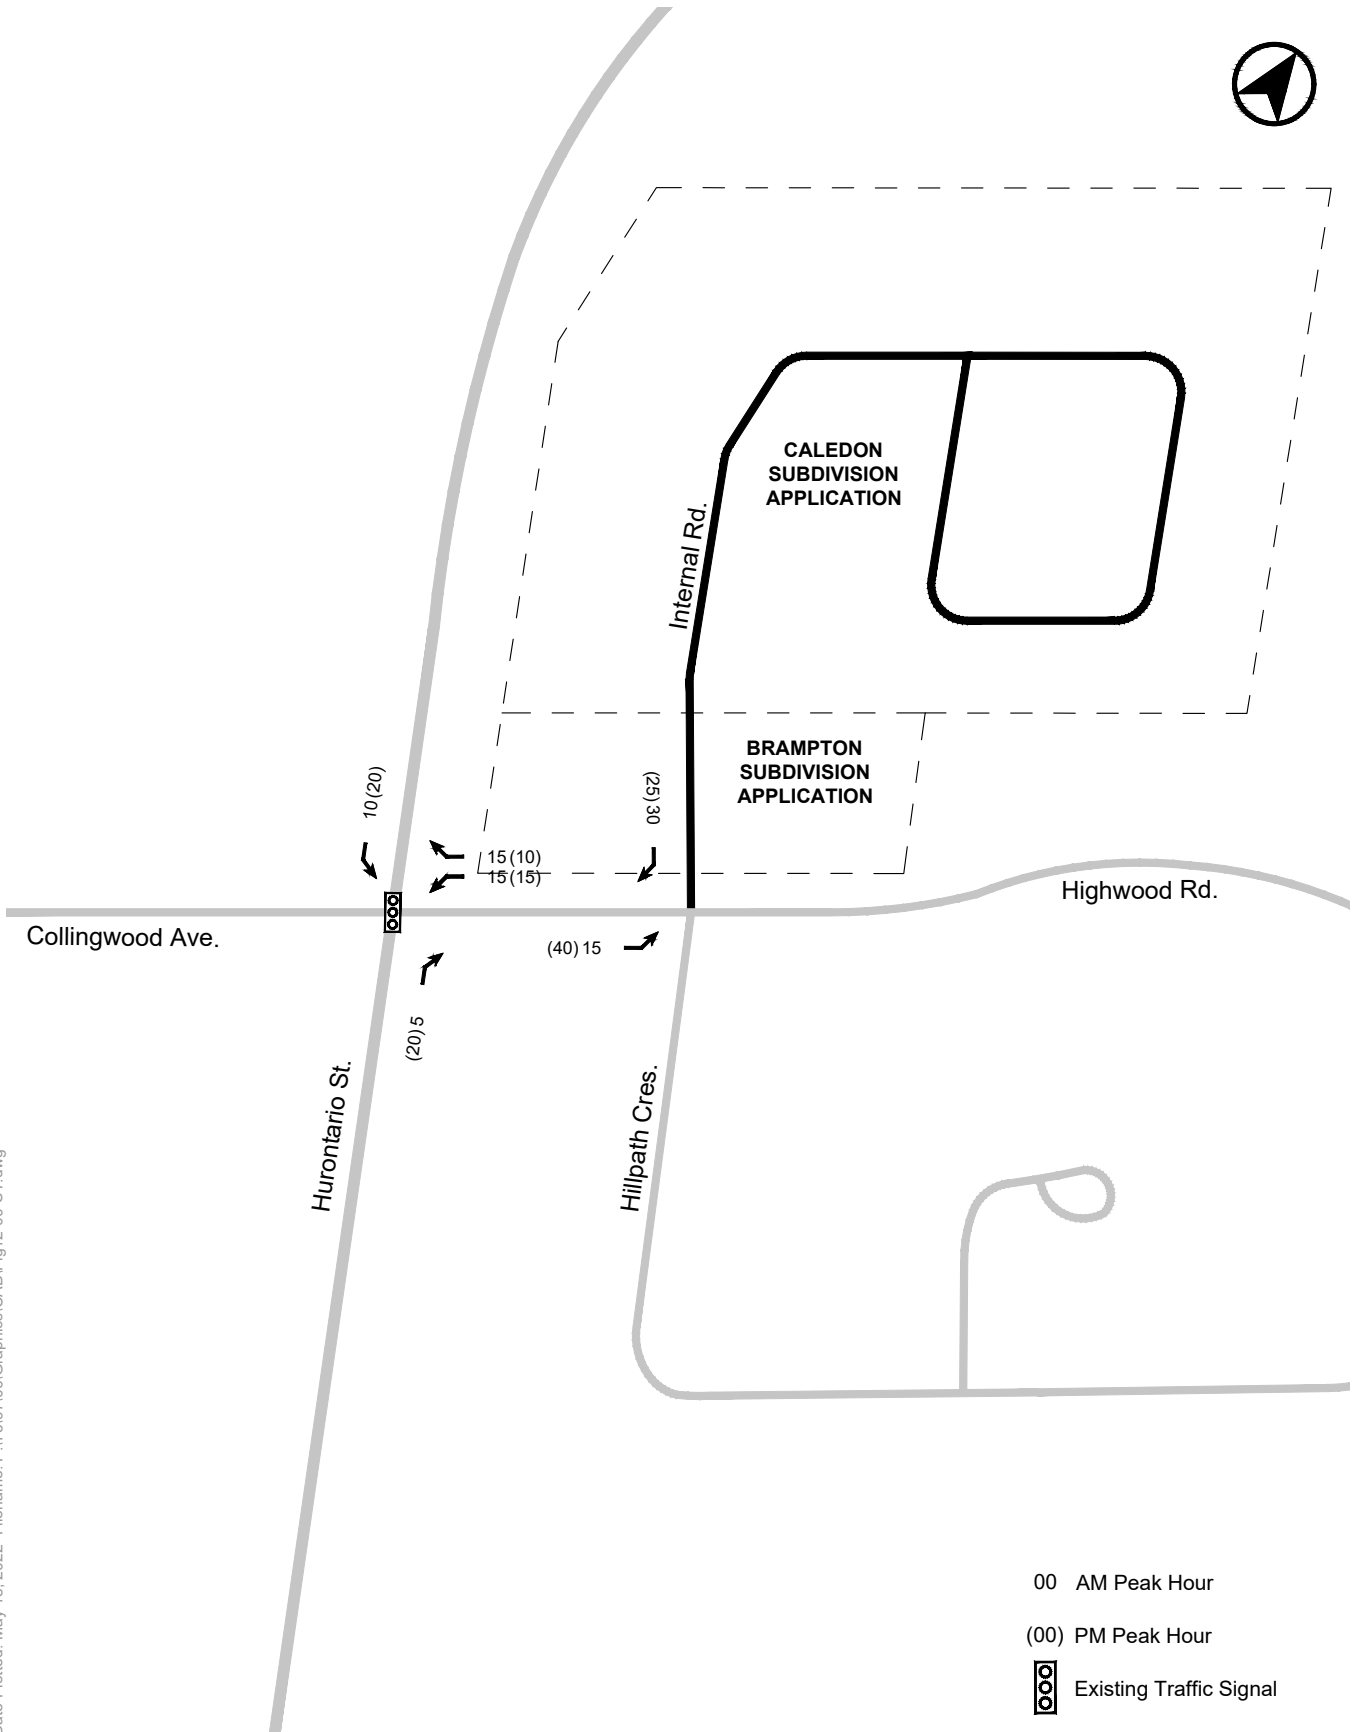 CALEDON
SUBDIVISION
APPLICATION
Internal Rd.
BRAMPTON
SUBDIVISION
APPLICATION
10(20)
(25)30
15(10)
15(15)
Highwood Rd.
Collingwood Ave.
(40)15
(20)5
Hurontario St.
Hillpath Cres.
00 AM Peak Hour
(00) PM Peak Hour
Existing Traffic Signal